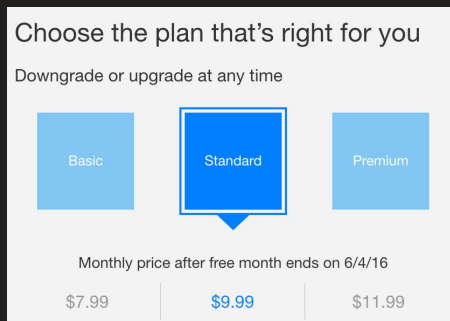 Choose the plan that’s right for you
Downgrade or upgrade at any time
Basic Standard Premium
Monthly price after free month ends on 6/4/16
$7.99 $9.99 $11.99